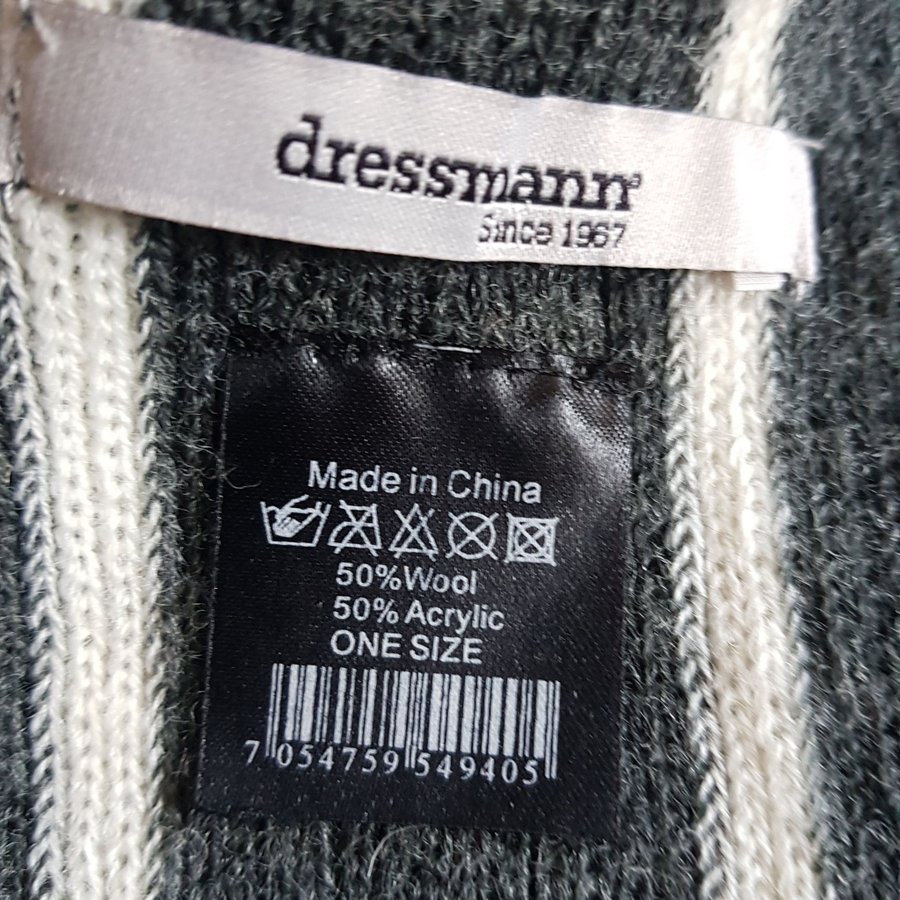 dressmann®
Since 1967
Made in China
50%Wool
50% Acrylic
ONE SIZE
7 054759 549405